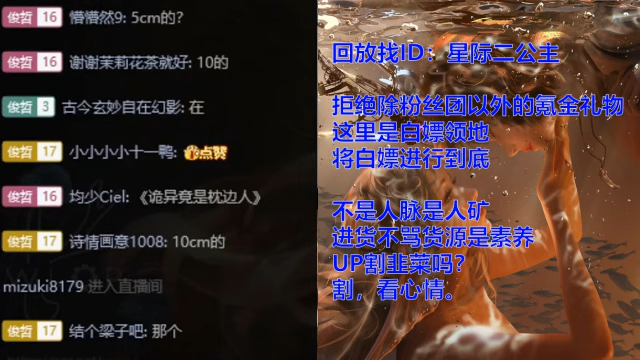 俊哲 16 懵懵然9: 5cm的?
俊哲 16 谢谢茉莉花茶就好: 10的
俊哲 3 古今玄妙自在幻影: 在
俊哲 17 小小小小十一鸭: 点赞
俊哲 16 均少Ciel: 《诡异竟是枕边人》
俊哲 17 诗情画意1008: 10cm的
mizuki8179 进入直播间
俊哲 17 结个梁子吧: 那个
回放找ID: 星际二公主
拒绝除粉丝团以外的氪金礼物
这里是白嫖领地
将白嫖进行到底
不是人脉是人矿
进货不骂货源是素养
UP割韭菜吗?
割，看心情。